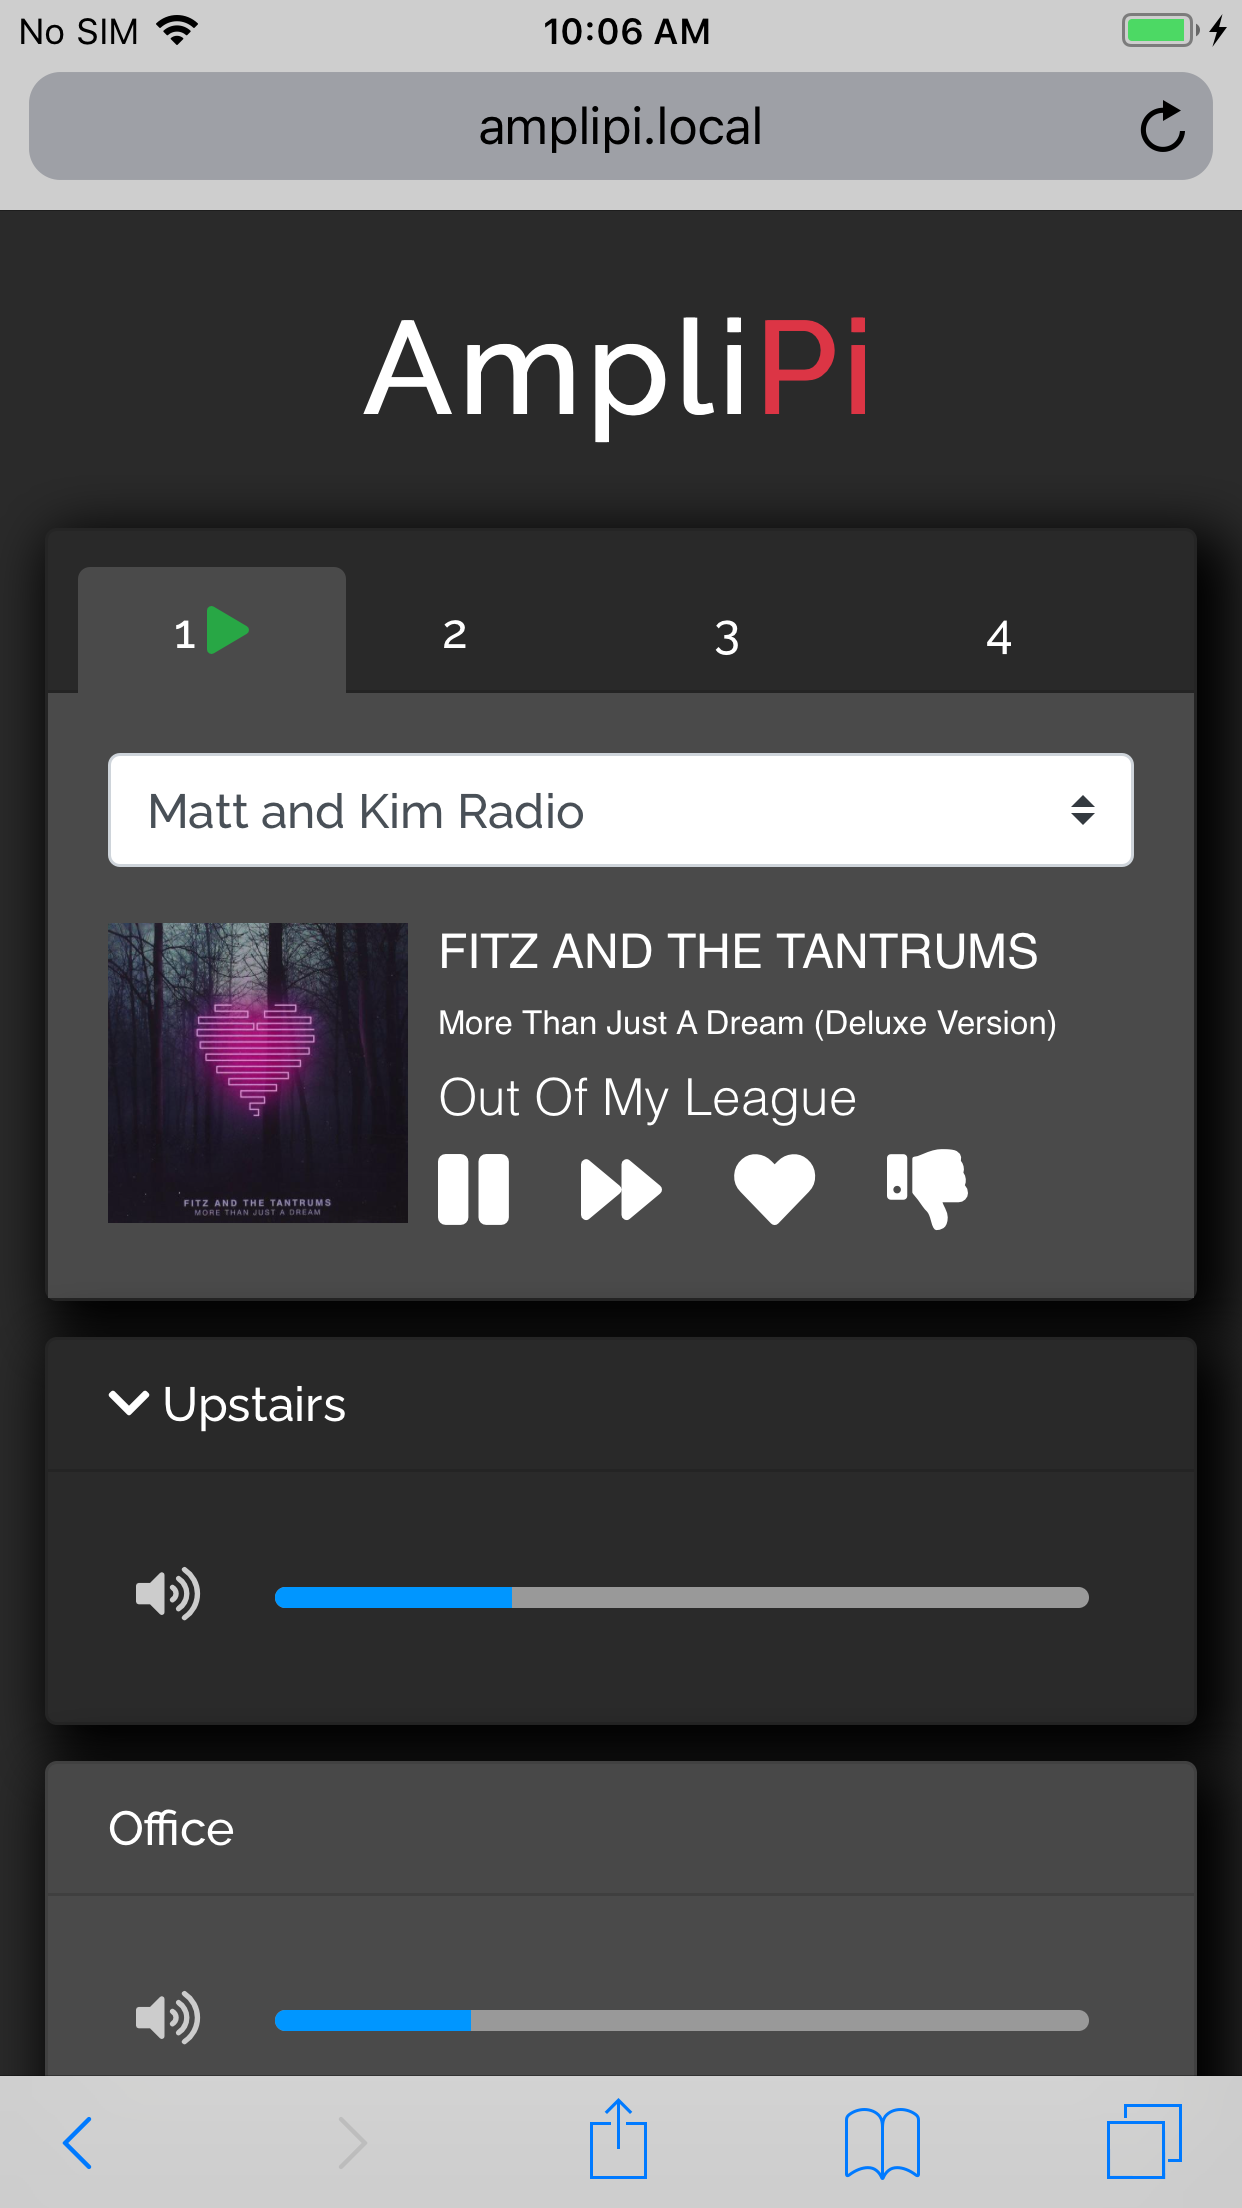 No SIM 10:06 AM
amplipi.local
AmpliPi
1 2 3 4
Matt and Kim Radio
FITZ AND THE TANTRUMS
More Than Just A Dream (Deluxe Version)
Out Of My League
FITZ AND THE TANTRUMS
MORE THAN JUST A DREAM
Upstairs
Office